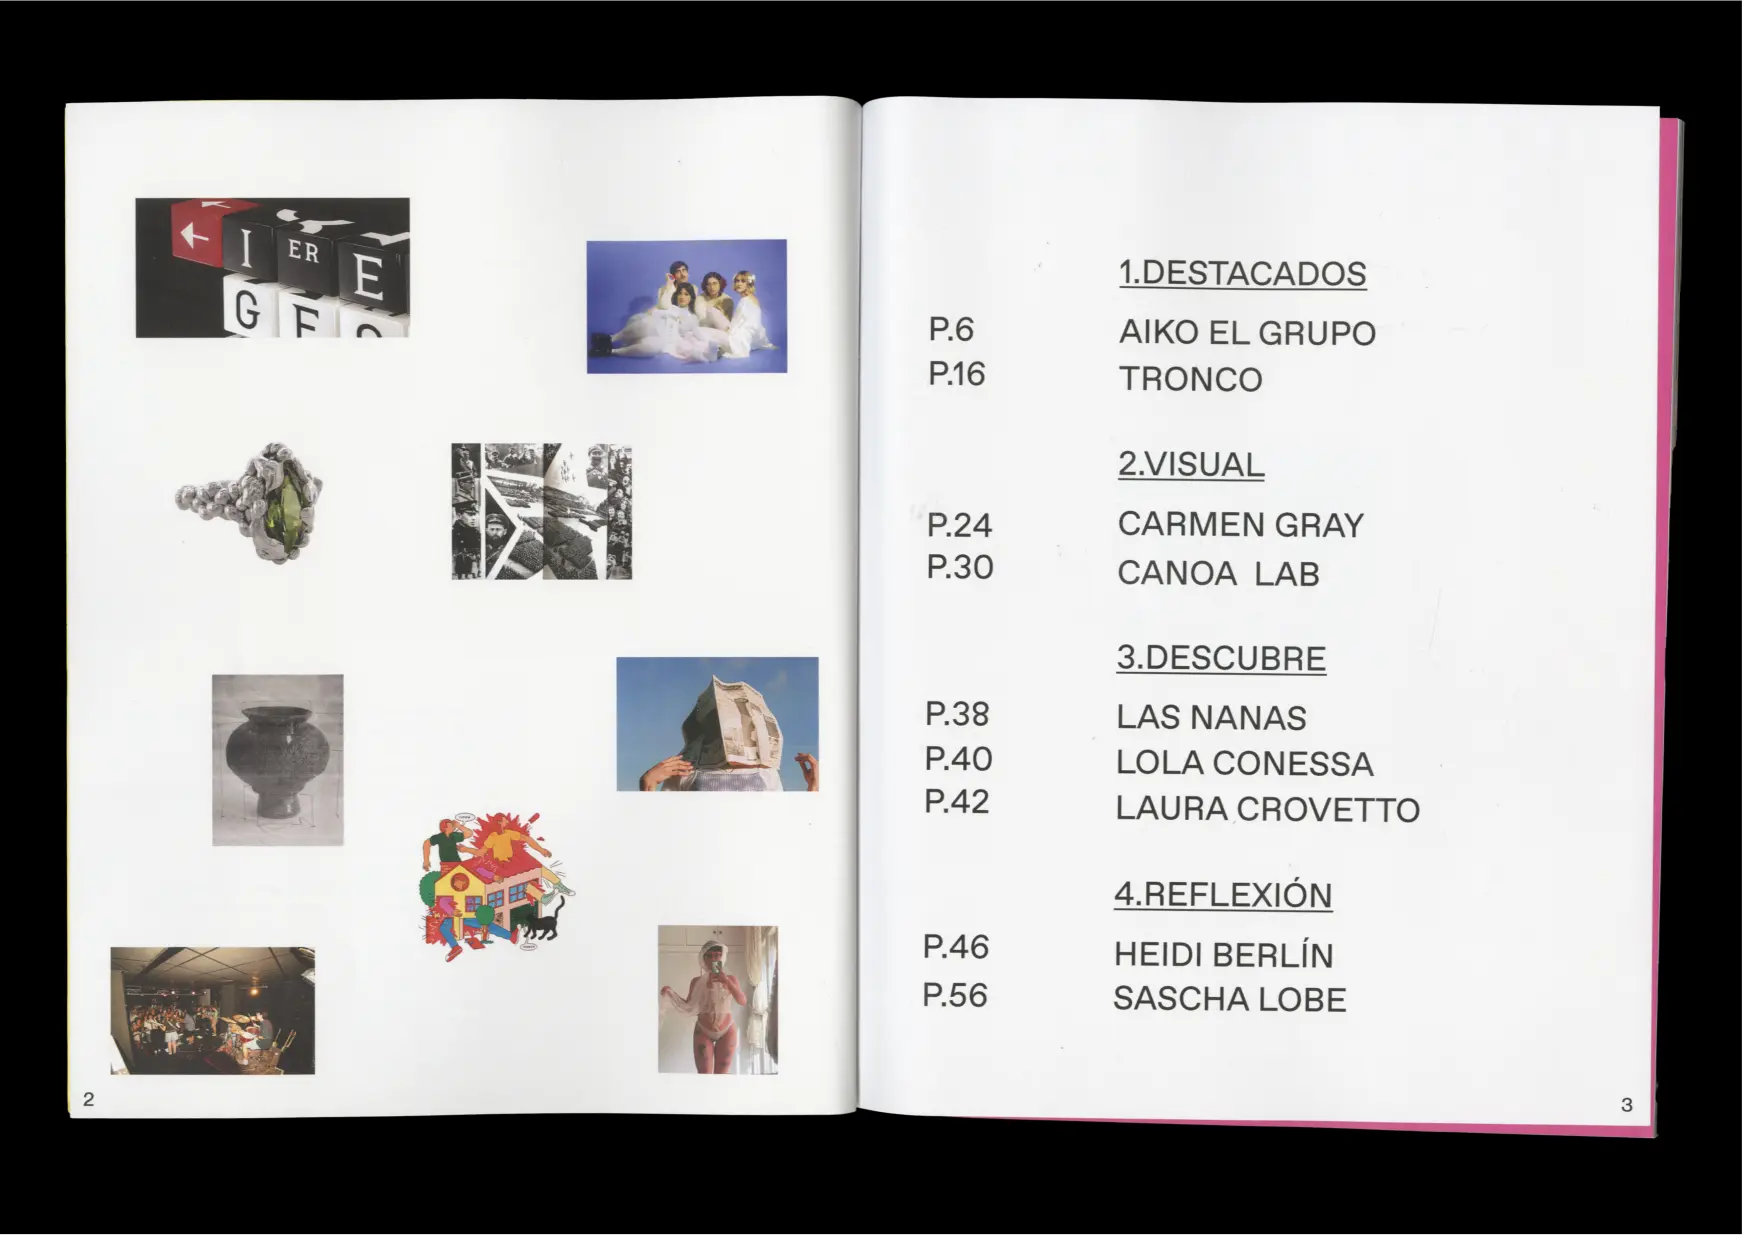 ←
I ER E
G E
2
1.DESTACADOS
P.6 AIKO EL GRUPO
P.16 TRONCO
2.VISUAL
P.24 CARMEN GRAY
P.30 CANOA LAB
3.DESCUBRE
P.38 LAS NANAS
P.40 LOLA CONESSA
P.42 LAURA CROVETTO
4.REFLEXIÓN
P.46 HEIDI BERLÍN
P.56 SASCHA LOBE
3